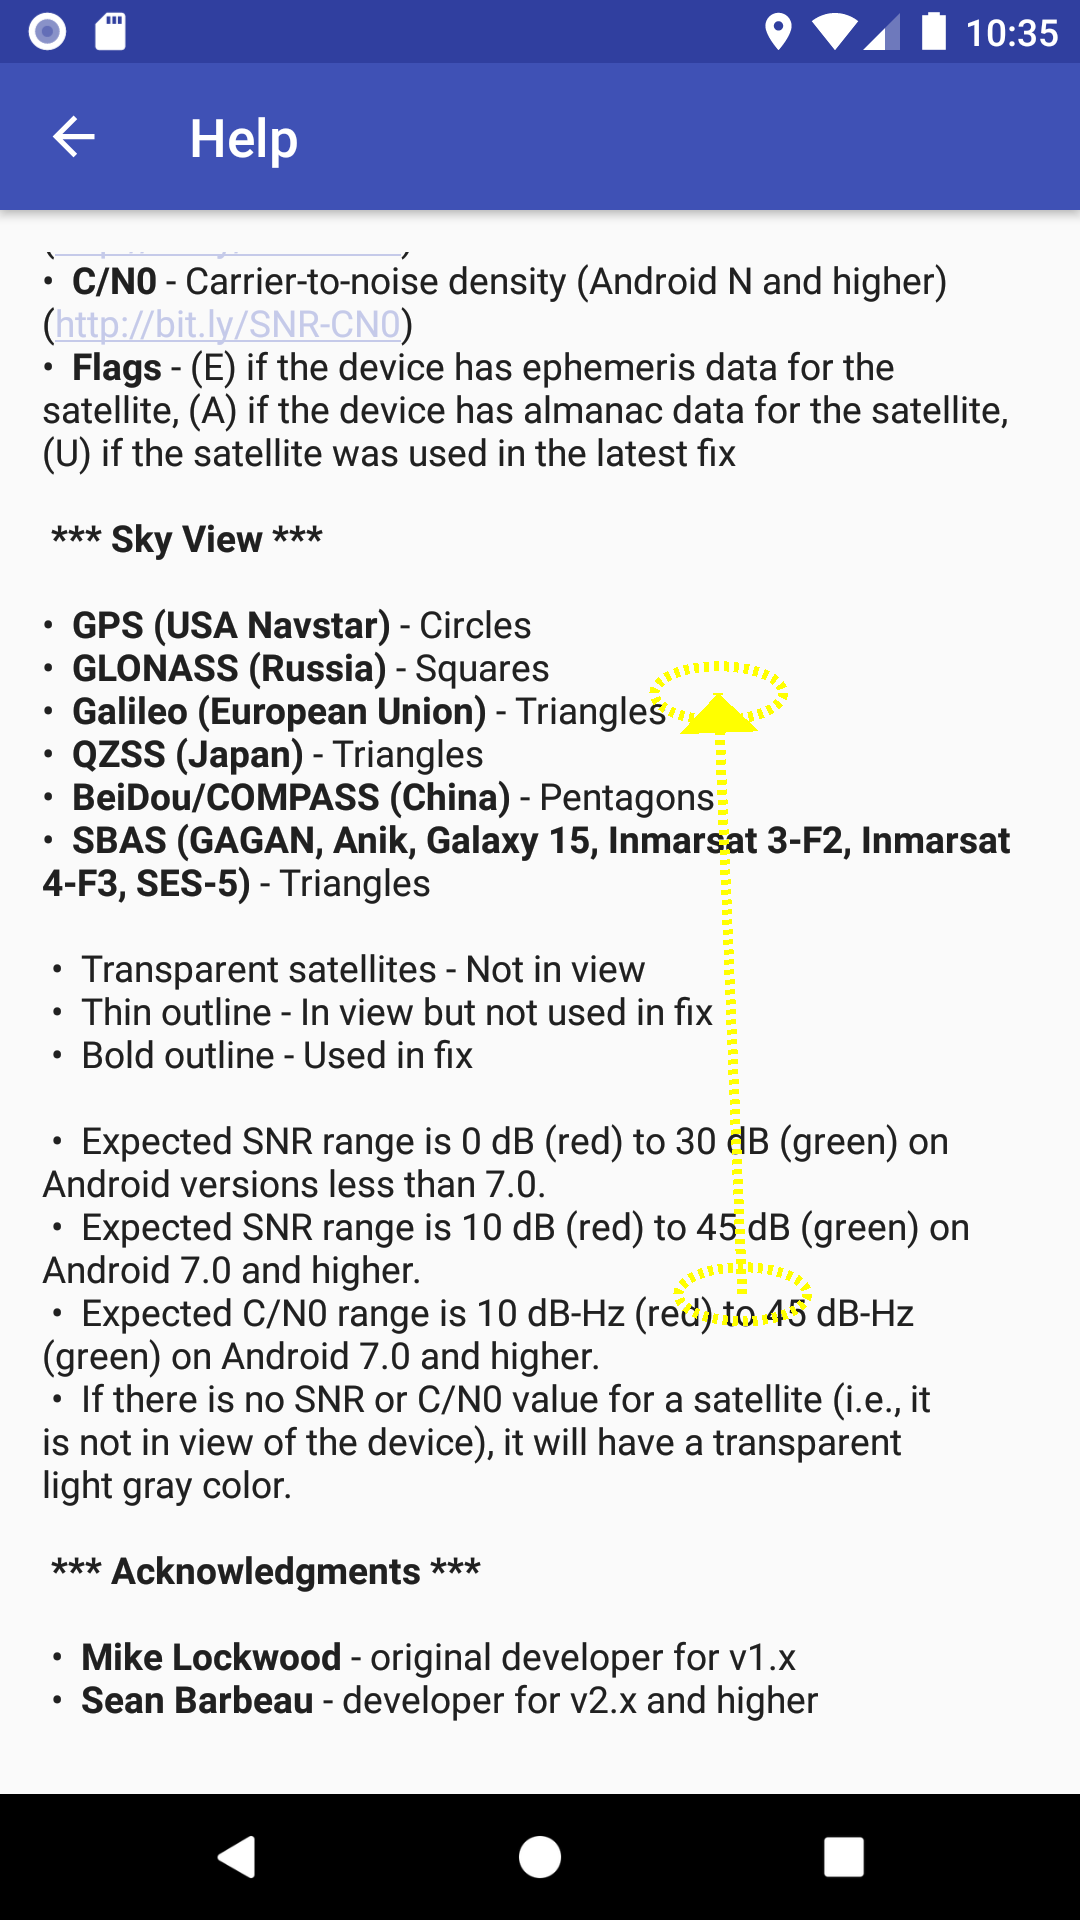 10:35
Help
• C/N0 - Carrier-to-noise density (Android N and higher)
(http://bit.ly/SNR-CN0)
• Flags - (E) if the device has ephemeris data for the
satellite, (A) if the device has almanac data for the satellite,
(U) if the satellite was used in the latest fix
*** Sky View ***
• GPS (USA Navstar) - Circles
• GLONASS (Russia) - Squares
• Galileo (European Union) - Triangles
• QZSS (Japan) - Triangles
• BeiDou/COMPASS (China) - Pentagons
• SBAS (GAGAN, Anik, Galaxy 15, Inmarsat 3-F2, Inmarsat
4-F3, SES-5) - Triangles
• Transparent satellites - Not in view
• Thin outline - In view but not used in fix
• Bold outline - Used in fix
• Expected SNR range is 0 dB (red) to 30 dB (green) on
Android versions less than 7.0.
• Expected SNR range is 10 dB (red) to 45 dB (green) on
Android 7.0 and higher.
• Expected C/N0 range is 10 dB-Hz (red) to 45 dB-Hz
(green) on Android 7.0 and higher.
• If there is no SNR or C/N0 value for a satellite (i.e., it
is not in view of the device), it will have a transparent
light gray color.
*** Acknowledgments ***
• Mike Lockwood - original developer for v1.x
• Sean Barbeau - developer for v2.x and higher